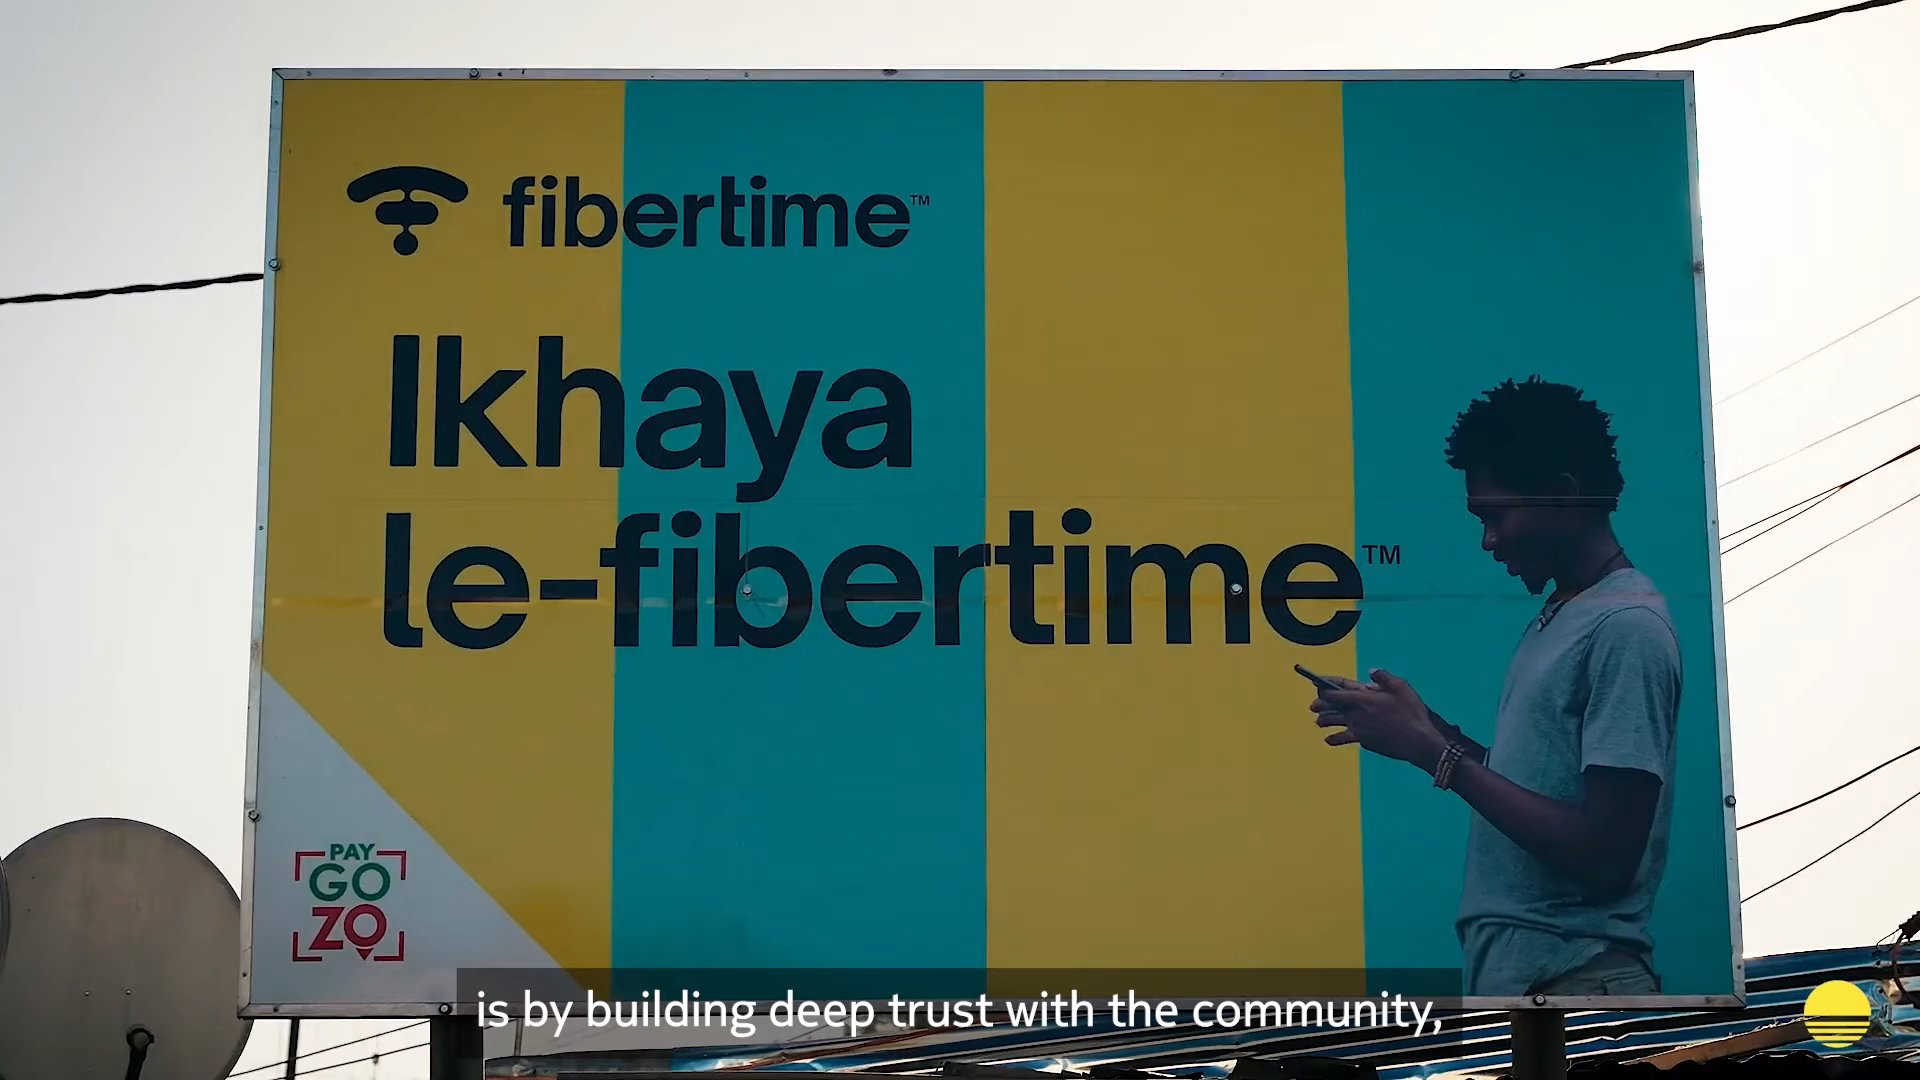 fibertime™
Ikhaya
le-fibertime™
PAY
GO
ZO
is by building deep trust with the community,